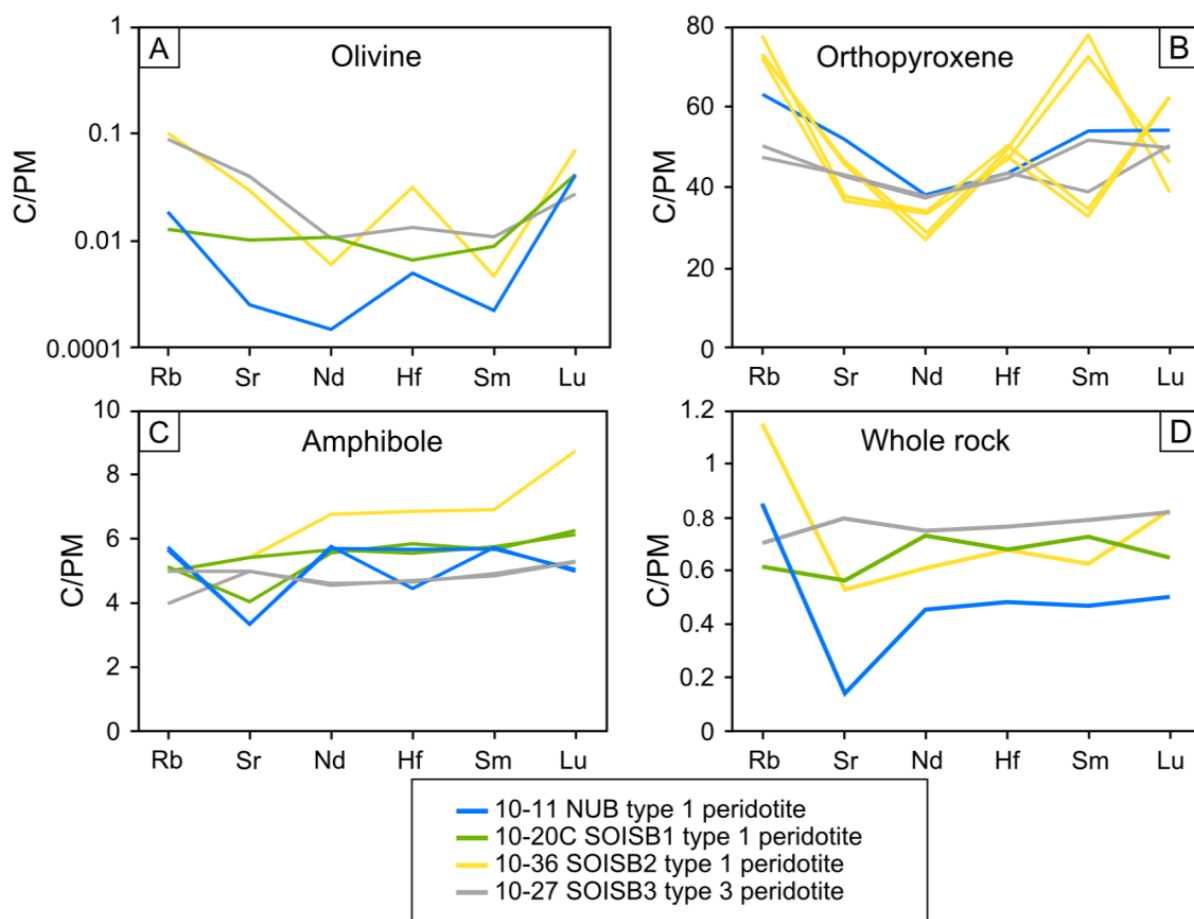 A
Olivine
C/PM
1
0.1
0.01
0.0001
Rb Sr Nd Hf Sm Lu
B
Orthopyroxene
C/PM
80
60
40
20
0
Rb Sr Nd Hf Sm Lu
C
Amphibole
C/PM
10
8
6
4
2
0
Rb Sr Nd Hf Sm Lu
D
Whole rock
C/PM
1.2
1
0.8
0.6
0.4
0.2
0
Rb Sr Nd Hf Sm Lu
10-11 NUB type 1 peridotite
10-20C SOISB1 type 1 peridotite
10-36 SOISB2 type 1 peridotite
10-27 SOISB3 type 3 peridotite